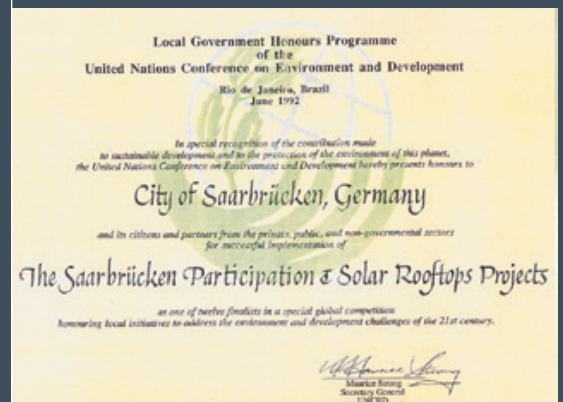 Local Government Honours Programme
of the
United Nations Conference on Environment and Development
Rio de Janeiro, Brazil
June 1992
In special recognition of the contribution made
to sustainable development and to the protection of the environment of this planet,
the United Nations Conference on Environment and Development hereby presents honours to
City of Saarbrücken, Germany
and its citizens and partners from the private, public, and non-governmental sectors
for successful implementation of
The Saarbrücken Participation & Solar Rooftops Projects
as one of twelve finalists in a special global competition
honouring local initiatives to address the environment and development challenges of the 21st century.
Maurice Strong
Maurice Strong
Secretary General
UNCED